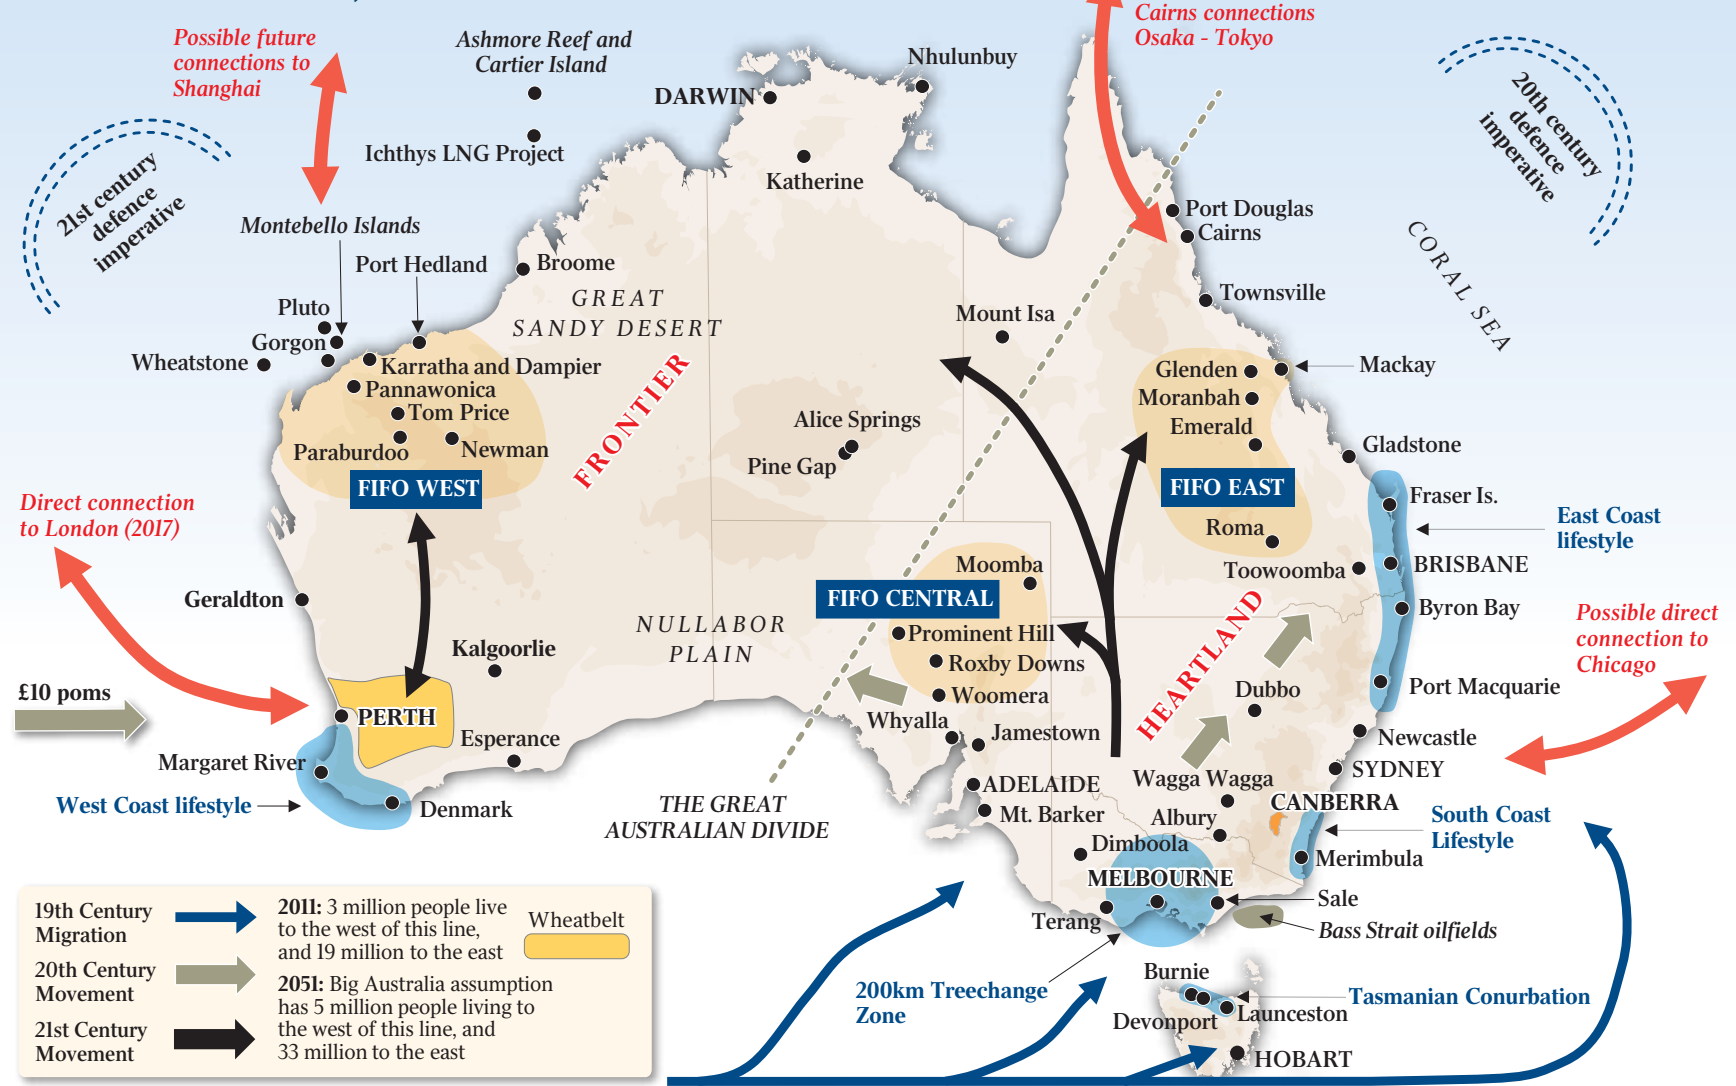 Possible future
connections to
Shanghai
Ashmore Reef and
Cartier Island
Ichthys LNG Project
DARWIN
Nhulunbuy
Katherine
Cairns connections
Osaka - Tokyo
20th century
defence
imperative
21st century
defence
imperative
Montebello Islands
Port Hedland
Broome
GREAT
SANDY DESERT
Port Douglas
Cairns
CORAL SEA
Townsville
Mount Isa
Pluto
Gorgon
Wheatstone
Karratha and Dampier
Pannawonica
Tom Price
Paraburdoo
Newman
FIFO WEST
FRONTIER
Alice Springs
Pine Gap
Glenden
Mackay
Moranbah
Emerald
Gladstone
FIFO EAST
Roma
Fraser Is.
East Coast
lifestyle
Toowoomba
BRISBANE
Byron Bay
Direct connection
to London (2017)
Geraldton
Kalgoorlie
NULLABOR
PLAIN
Moomba
FIFO CENTRAL
Prominent Hill
Roxby Downs
Woomera
Whyalla
Jamestown
HEARTLAND
Dubbo
Port Macquarie
Possible direct
connection to
Chicago
£10 poms
PERTH
Esperance
Margaret River
West Coast lifestyle
Denmark
THE GREAT
AUSTRALIAN DIVIDE
ADELAIDE
Mt. Barker
Newcastle
SYDNEY
Wagga Wagga
CANBERRA
Albury
South Coast
Lifestyle
Merimbula
Dimboola
MELBOURNE
Terang
Sale
Bass Strait oilfields
200km Treechange
Zone
Burnie
Devonport
Launceston
Tasmanian Conurbation
HOBART
19th Century
Migration
20th Century
Movement
21st Century
Movement
2011: 3 million people live
to the west of this line,
and 19 million to the east
2051: Big Australia assumption
has 5 million people living to
the west of this line, and
33 million to the east
Wheatbelt